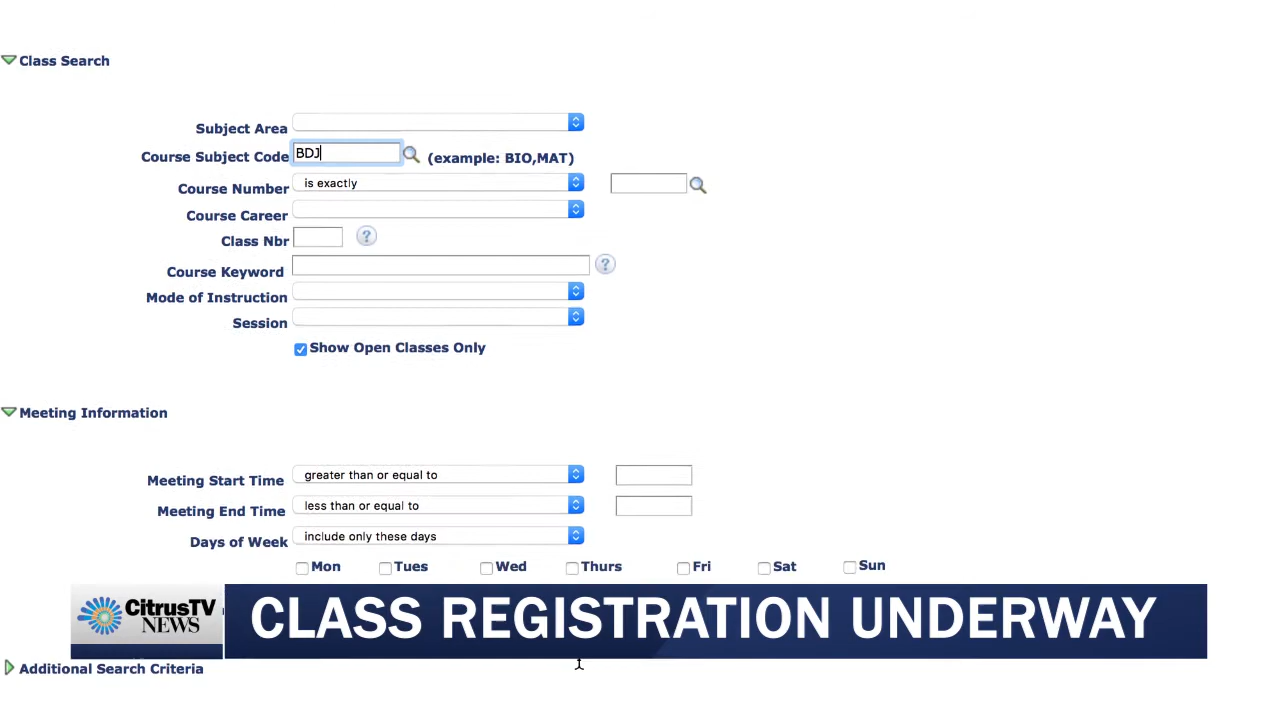 Class Search
Subject Area
Course Subject Code BDJ (example: BIO,MAT)
Course Number is exactly
Course Career
Class Nbr ?
Course Keyword ?
Mode of Instruction
Session
Show Open Classes Only
Meeting Information
Meeting Start Time greater than or equal to
Meeting End Time less than or equal to
Days of Week include only these days
Mon Tues Wed Thurs Fri Sat Sun
CitrusTV
NEWS
CLASS REGISTRATION UNDERWAY
Additional Search Criteria